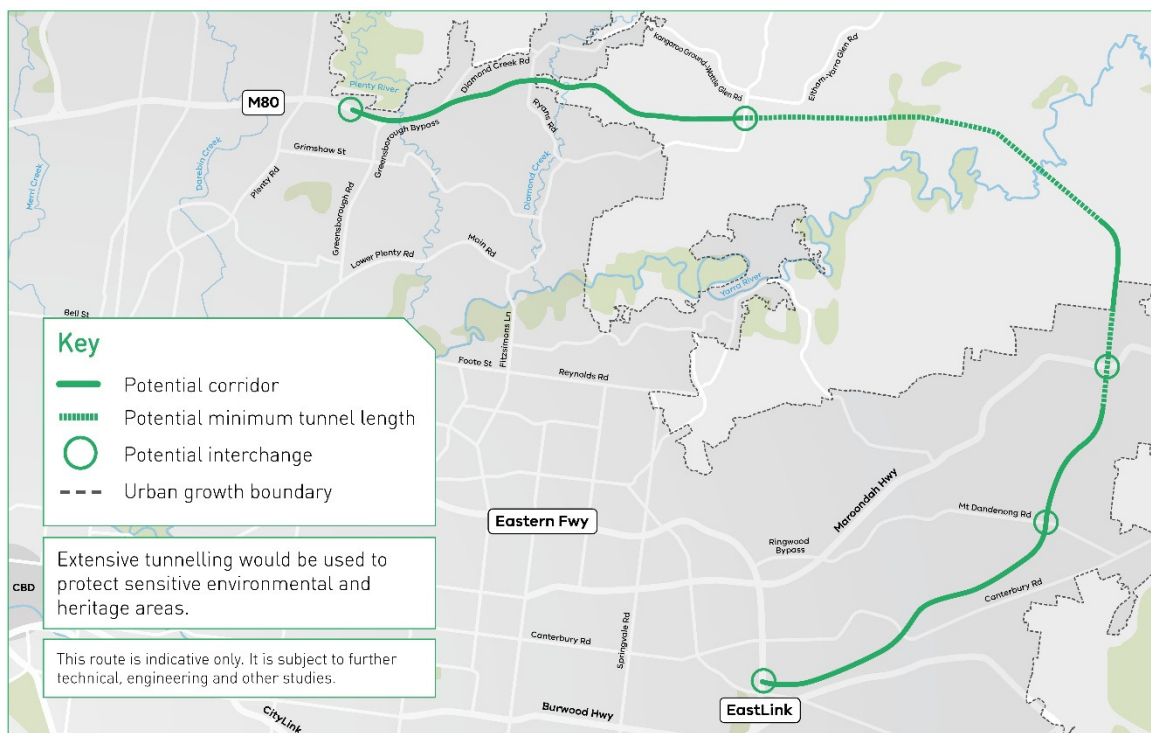 Plenty River
Diamond Creek Rd
Kangaroo Ground-Wattle Glen Rd
Eltham-Yarra Glen Rd
M80
Greensborough Bypass
Ryans Rd
Grimshaw St
Merri Creek
Darebin Creek
Plenty Rd
Diamond Creek
Greensborough Rd
Main Rd
Lower Plenty Rd
Yarra River
Bell St
Fitzsimons Ln
Foote St
Reynolds Rd
Key
Potential corridor
Potential minimum tunnel length
Potential interchange
Urban growth boundary
Maroondah Hwy
Mt Dandenong Rd
Eastern Fwy
Ringwood
Bypass
Extensive tunnelling would be used to
protect sensitive environmental and
heritage areas.
CBD
Canterbury Rd
Canterbury Rd
Springvale Rd
This route is indicative only. It is subject to further
technical, engineering and other studies.
EastLink
Burwood Hwy
CityLink